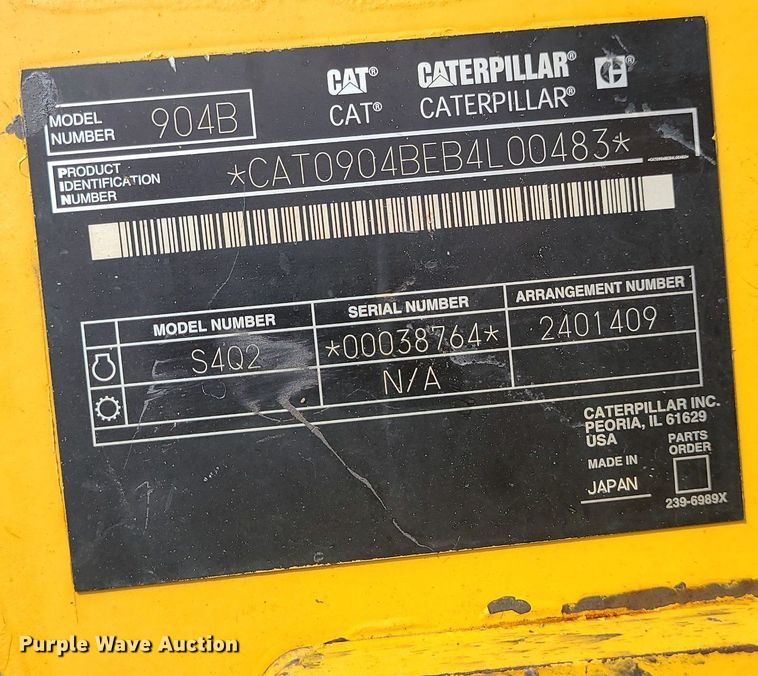 CAT® CATERPILLAR®
CAT® CATERPILLAR®
MODEL NUMBER 904B
PRODUCT IDENTIFICATION NUMBER *CAT0904BEB4L00483*
*CAT0904BEB4L00483*
MODEL NUMBER SERIAL NUMBER ARRANGEMENT NUMBER
S4Q2 *00038764* 2401409
N/A
CATERPILLAR INC.
PEORIA, IL 61629
USA
PARTS ORDER
MADE IN
JAPAN
239-6989X
Purple Wave Auction